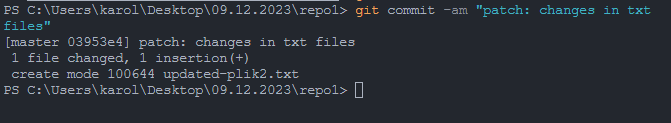 PS C:\Users\karol\Desktop\09.12.2023\repo1> git commit -am "patch: changes in txt
files"
[master 03953e4] patch: changes in txt files
 1 file changed, 1 insertion(+)
 create mode 100644 updated-plik2.txt
PS C:\Users\karol\Desktop\09.12.2023\repo1>